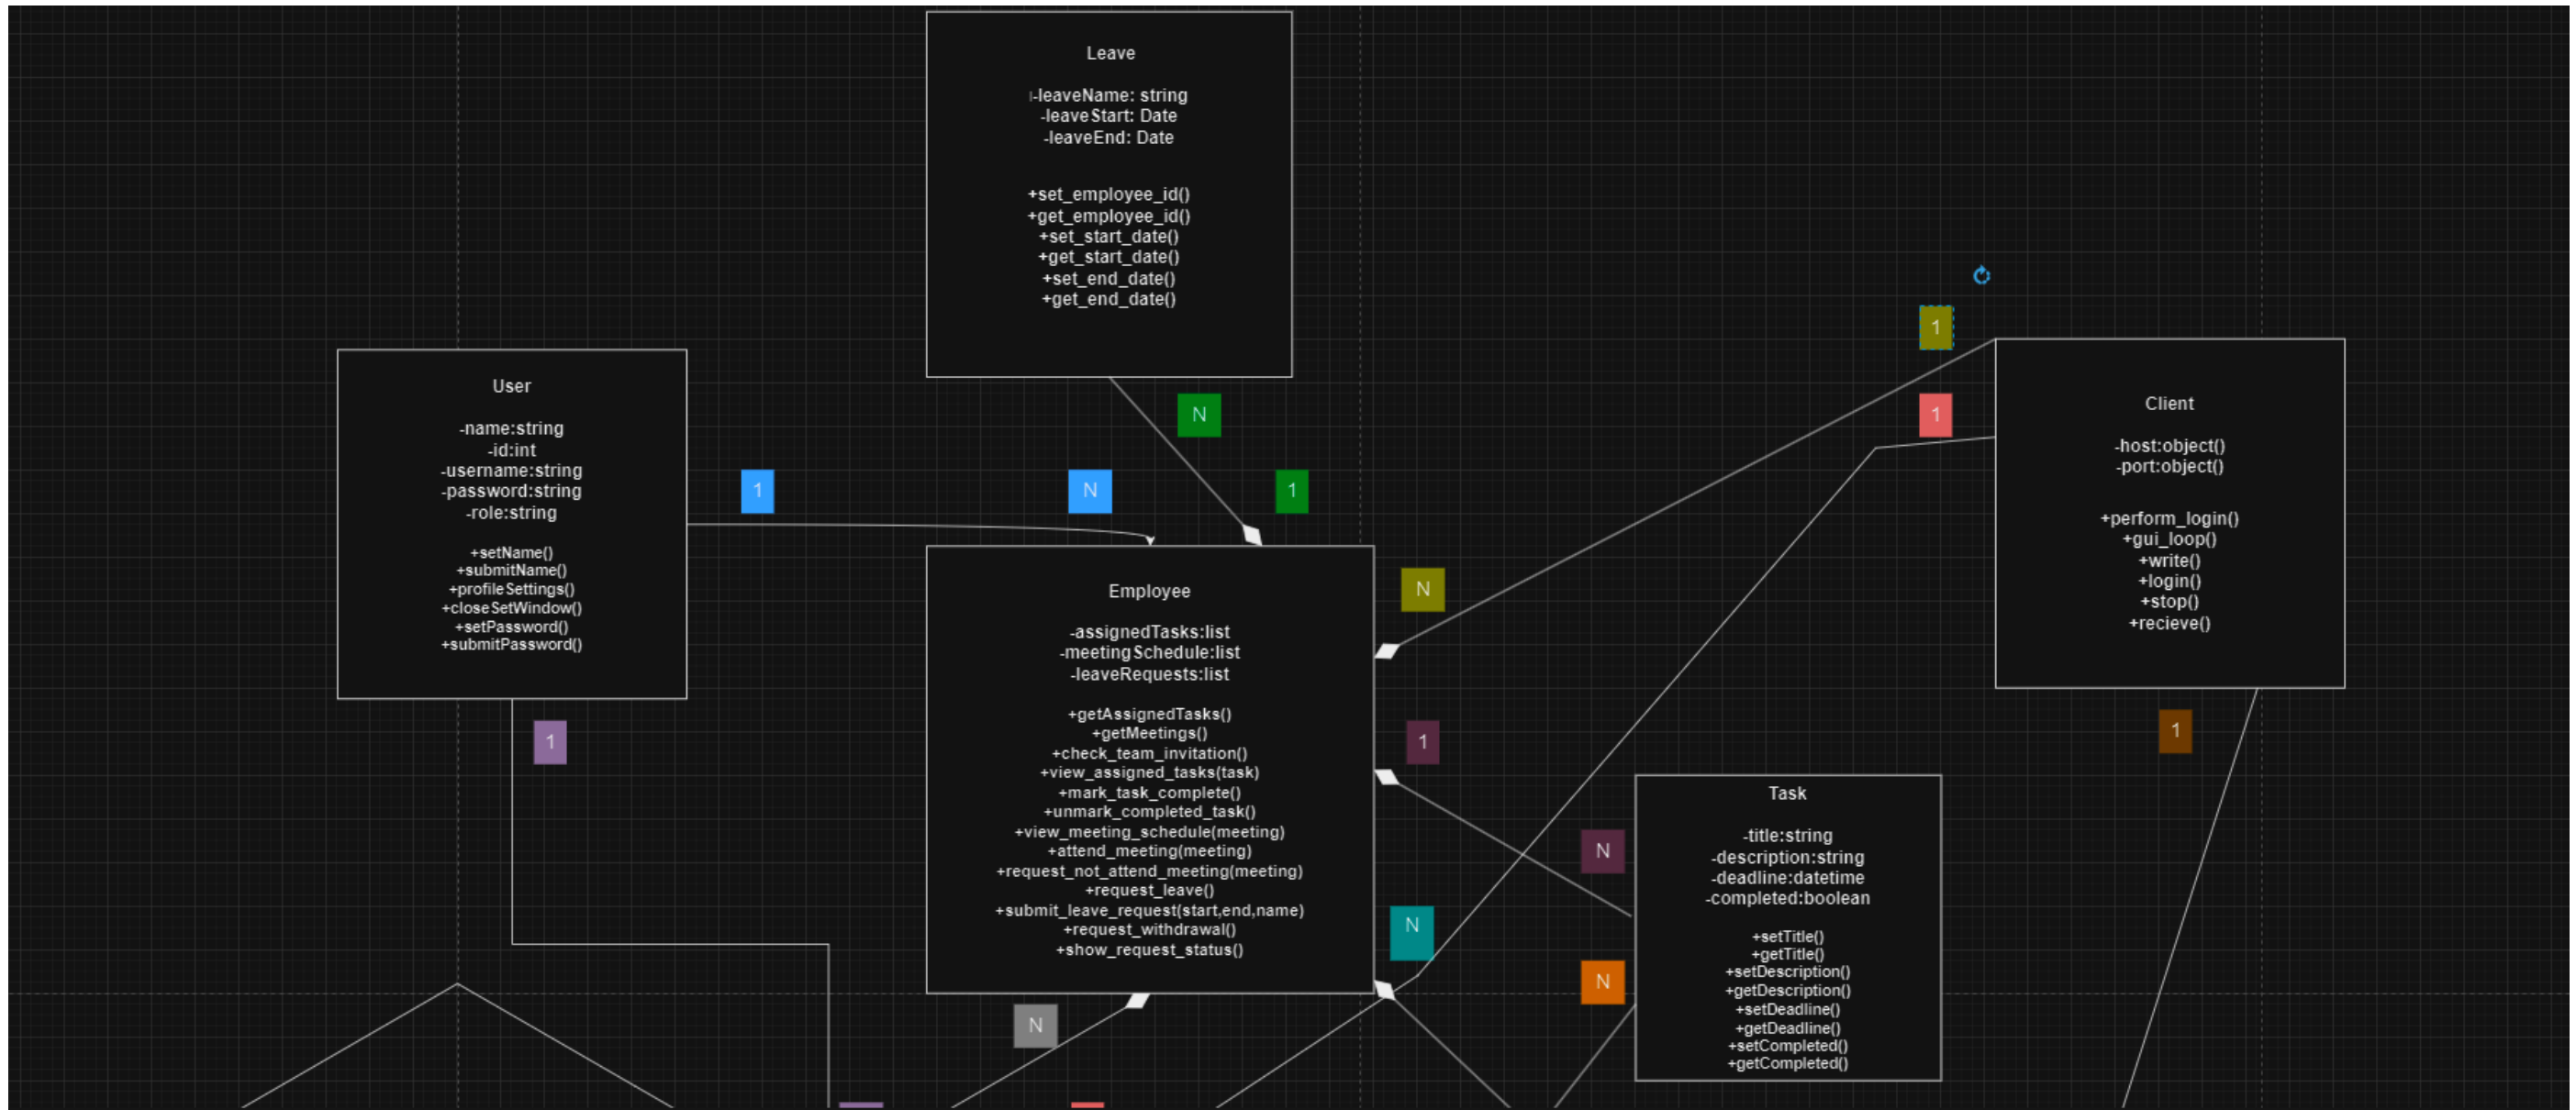 Leave
-leaveName: string
-leaveStart: Date
-leaveEnd: Date
+set_employee_id()
+get_employee_id()
+set_start_date()
+get_start_date()
+set_end_date()
+get_end_date()
1
N
1
User
-name:string
-id:int
-username:string
-password:string
-role:string
+setName()
+submitName()
+profileSettings()
+closeSetWindow()
+setPassword()
+submitPassword()
1
N
1
Client
-host:object()
-port:object()
+perform_login()
+gui_loop()
+write()
+login()
+stop()
+recieve()
Employee
-assignedTasks:list
-meetingSchedule:list
-leaveRequests:list
+getAssignedTasks()
+getMeetings()
+check_team_invitation()
+view_assigned_tasks(task)
+mark_task_complete()
+unmark_completed_task()
+view_meeting_schedule(meeting)
+attend_meeting(meeting)
+request_not_attend_meeting(meeting)
+request_leave()
+submit_leave_request(start,end,name)
+request_withdrawal()
+show_request_status()
N
1
1
1
Task
-title:string
-description:string
-deadline:datetime
-completed:boolean
+setTitle()
+getTitle()
+setDescription()
+getDescription()
+setDeadline()
+getDeadline()
+setCompleted()
+getCompleted()
N
N
N
N